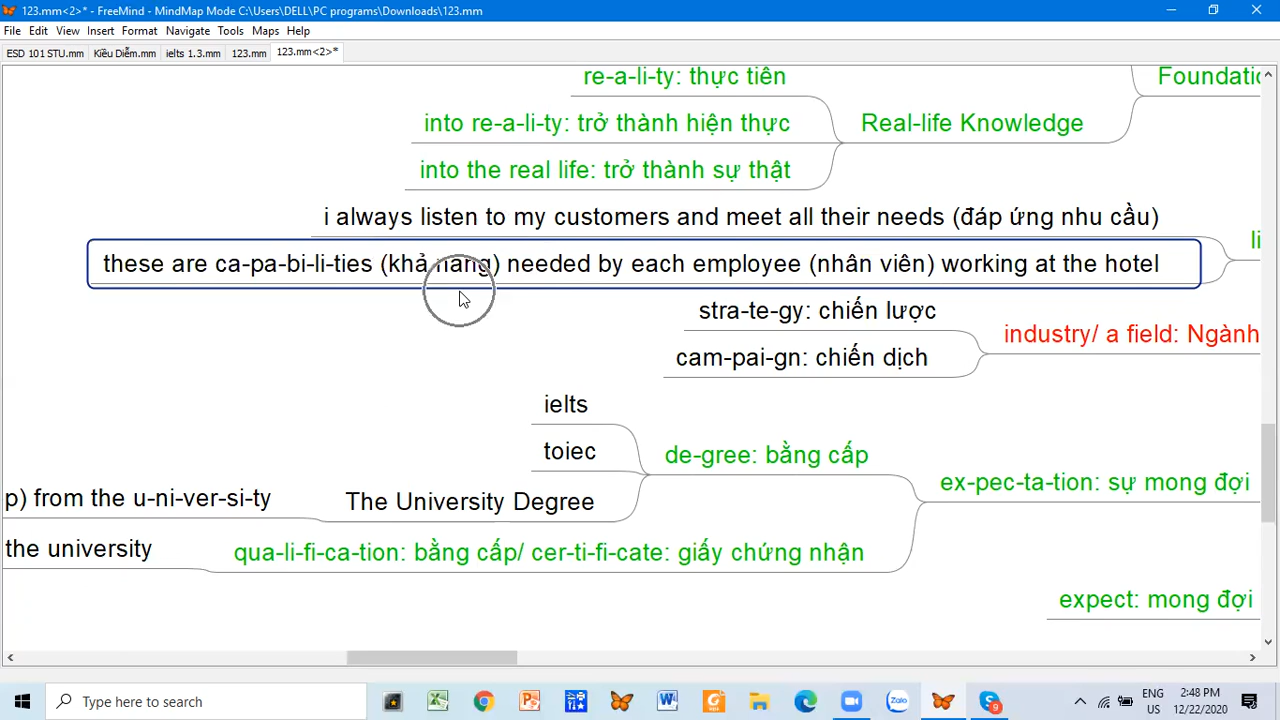 123.mm<2>* - FreeMind - MindMap Mode C:\Users\DELL\PC programs\Downloads\123.mm
File Edit View Insert Format Navigate Tools Maps Help
ESD 101 STU.mm Kiều Diễm.mm ielts 1.3.mm 123.mm 123.mm<2>*
re-a-li-ty: thực tiên
Foundatio
into re-a-li-ty: trở thành hiện thực
Real-life Knowledge
into the real life: trở thành sự thật
i always listen to my customers and meet all their needs (đáp ứng nhu cầu)
li
these are ca-pa-bi-li-ties (khả năng) needed by each employee (nhân viên) working at the hotel
stra-te-gy: chiến lược
industry/ a field: Ngành
cam-pai-gn: chiến dịch
ielts
toiec
de-gree: bằng cấp
ex-pec-ta-tion: sự mong đợi
p) from the u-ni-ver-si-ty
The University Degree
the university
qua-li-fi-ca-tion: bằng cấp/ cer-ti-fi-cate: giấy chứng nhận
expect: mong đợi
Type here to search
Zalo
9
ENG
US
2:48 PM
12/22/2020